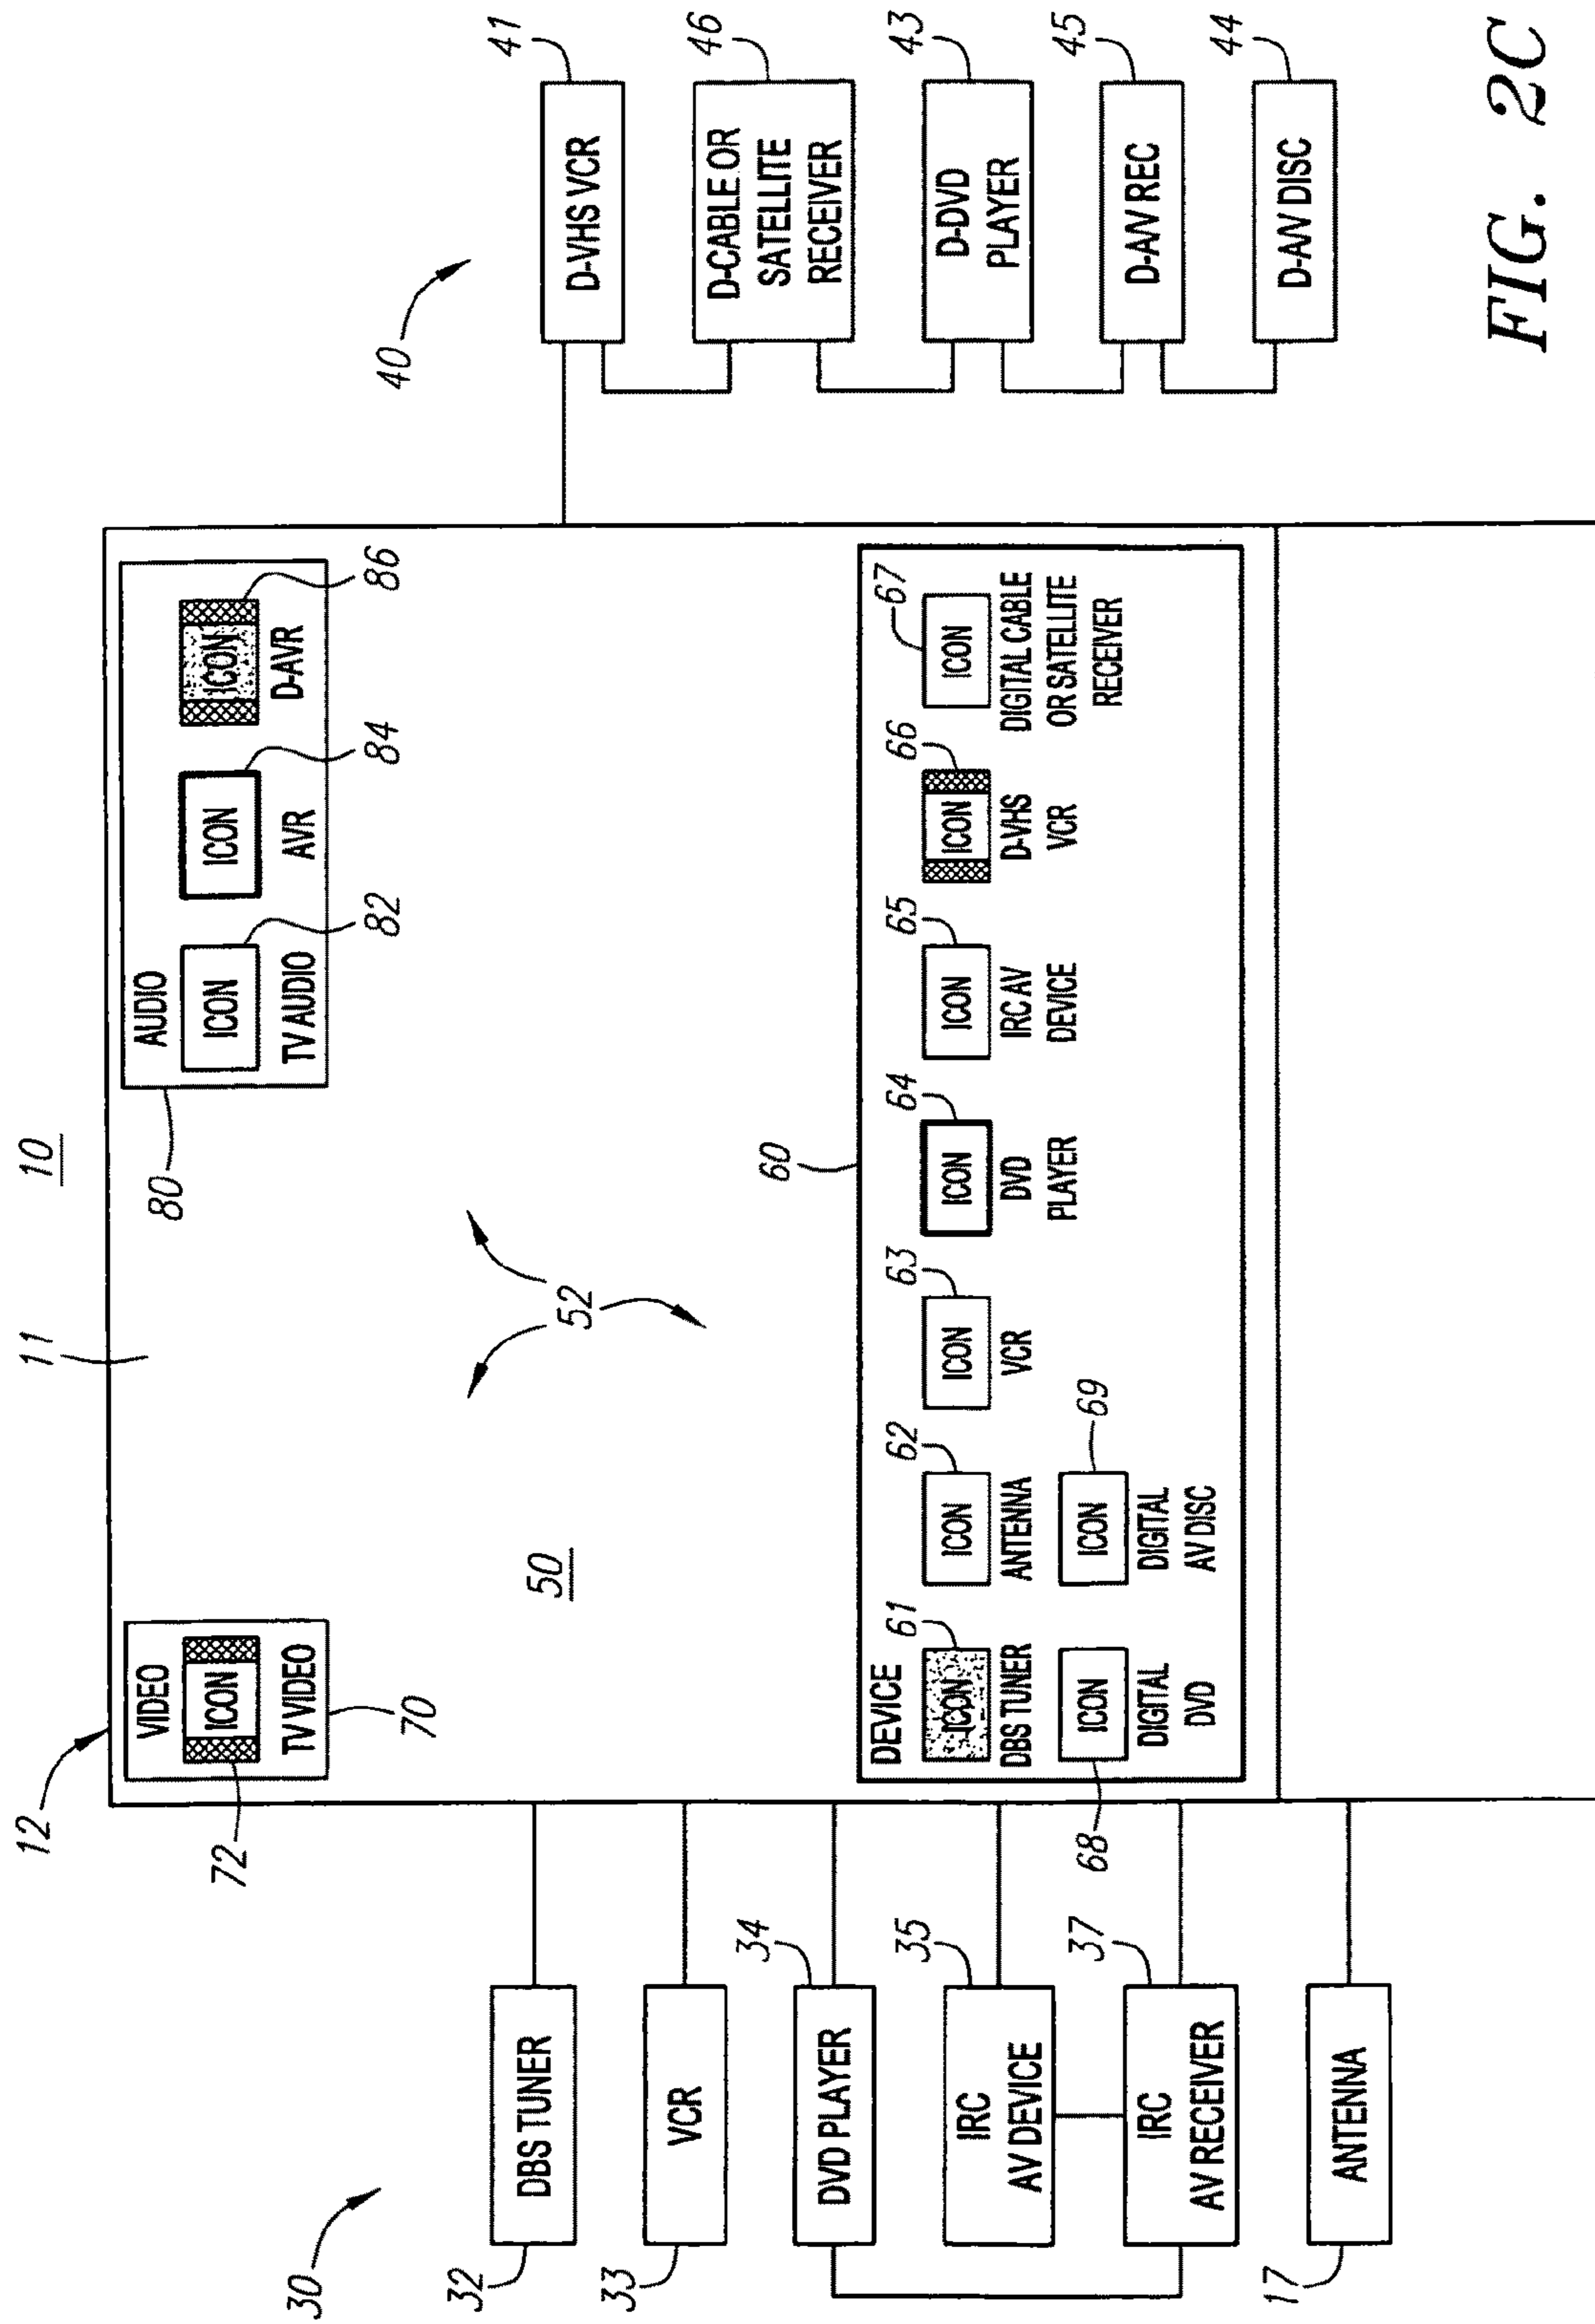 10
11
12
VIDEO
ICON
TV VIDEO
72
70
AUDIO
ICON
ICON
ICON
TV AUDIO
AVR
D-AVR
80
82
84
86
50
52
60
DEVICE
61
62
63
64
65
66
67
ICON
ICON
ICON
ICON
ICON
ICON
ICON
DBS TUNER
ANTENNA
VCR
DVD
PLAYER
IRC AV
DEVICE
D-VHS
VCR
DIGITAL CABLE
OR SATELLITE
RECEIVER
68
ICON
DIGITAL
DVD
69
ICON
DIGITAL
AV DISC
30
32
DBS TUNER
33
VCR
34
DVD PLAYER
35
IRC
AV DEVICE
37
IRC
AV RECEIVER
17
ANTENNA
40
41
D-VHS VCR
46
D-CABLE OR
SATELLITE
RECEIVER
43
D-DVD
PLAYER
45
D-A/V REC
44
D-A/V DISC
FIG. 2C